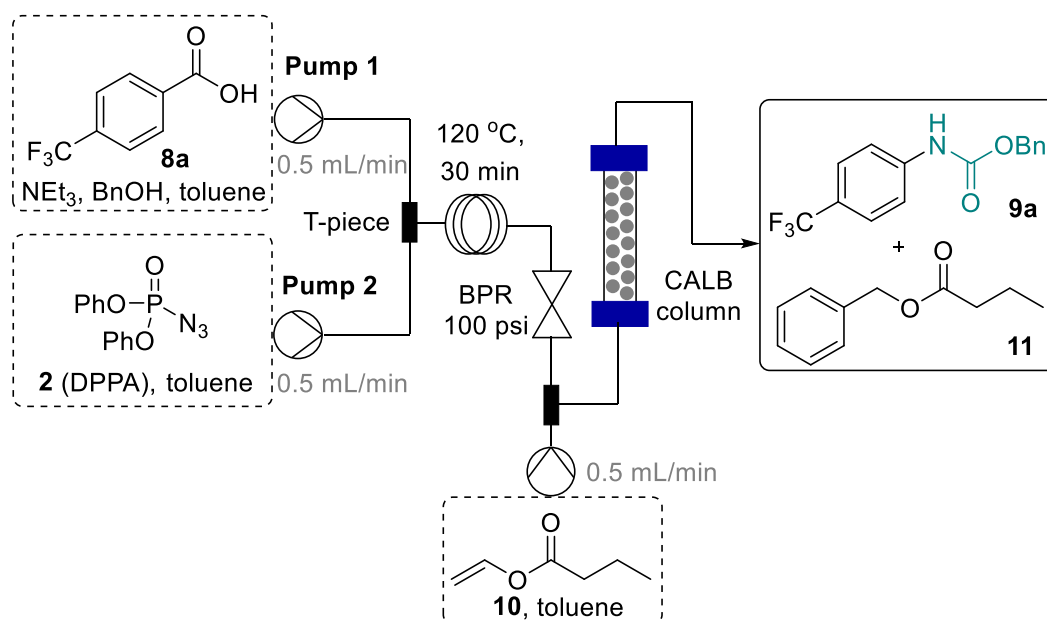 O
OH
F3C
8a
NEt3, BnOH, toluene
Pump 1
0.5 mL/min
T-piece
120 oC,
30 min
O
PhO
P
N3
PhO
2 (DPPA), toluene
Pump 2
0.5 mL/min
BPR
100 psi
CALB
column
0.5 mL/min
O
O
10, toluene
H
N
OBn
O
F3C
9a
+
O
O
11